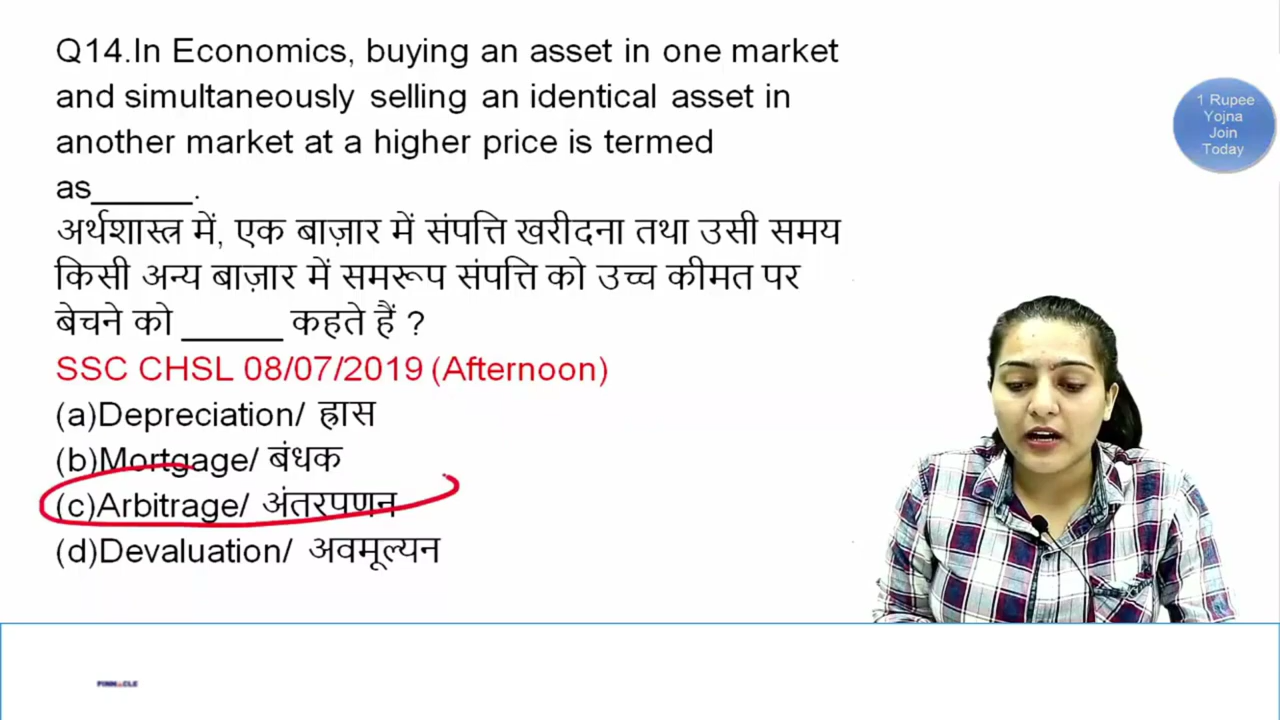 Q14.In Economics, buying an asset in one market
and simultaneously selling an identical asset in
another market at a higher price is termed
as_____.
अर्थशास्त्र में, एक बाज़ार में संपत्ति खरीदना तथा उसी समय
किसी अन्य बाज़ार में समरूप संपत्ति को उच्च कीमत पर
बेचने को ______ कहते हैं ?
SSC CHSL 08/07/2019 (Afternoon)
(a)Depreciation/ ह्रास
(b)Mortgage/ बंधक
(c)Arbitrage/ अंतरपणन
(d)Devaluation/ अवमूल्यन
1 Rupee
Yojna
Join
Today
PINNACLE